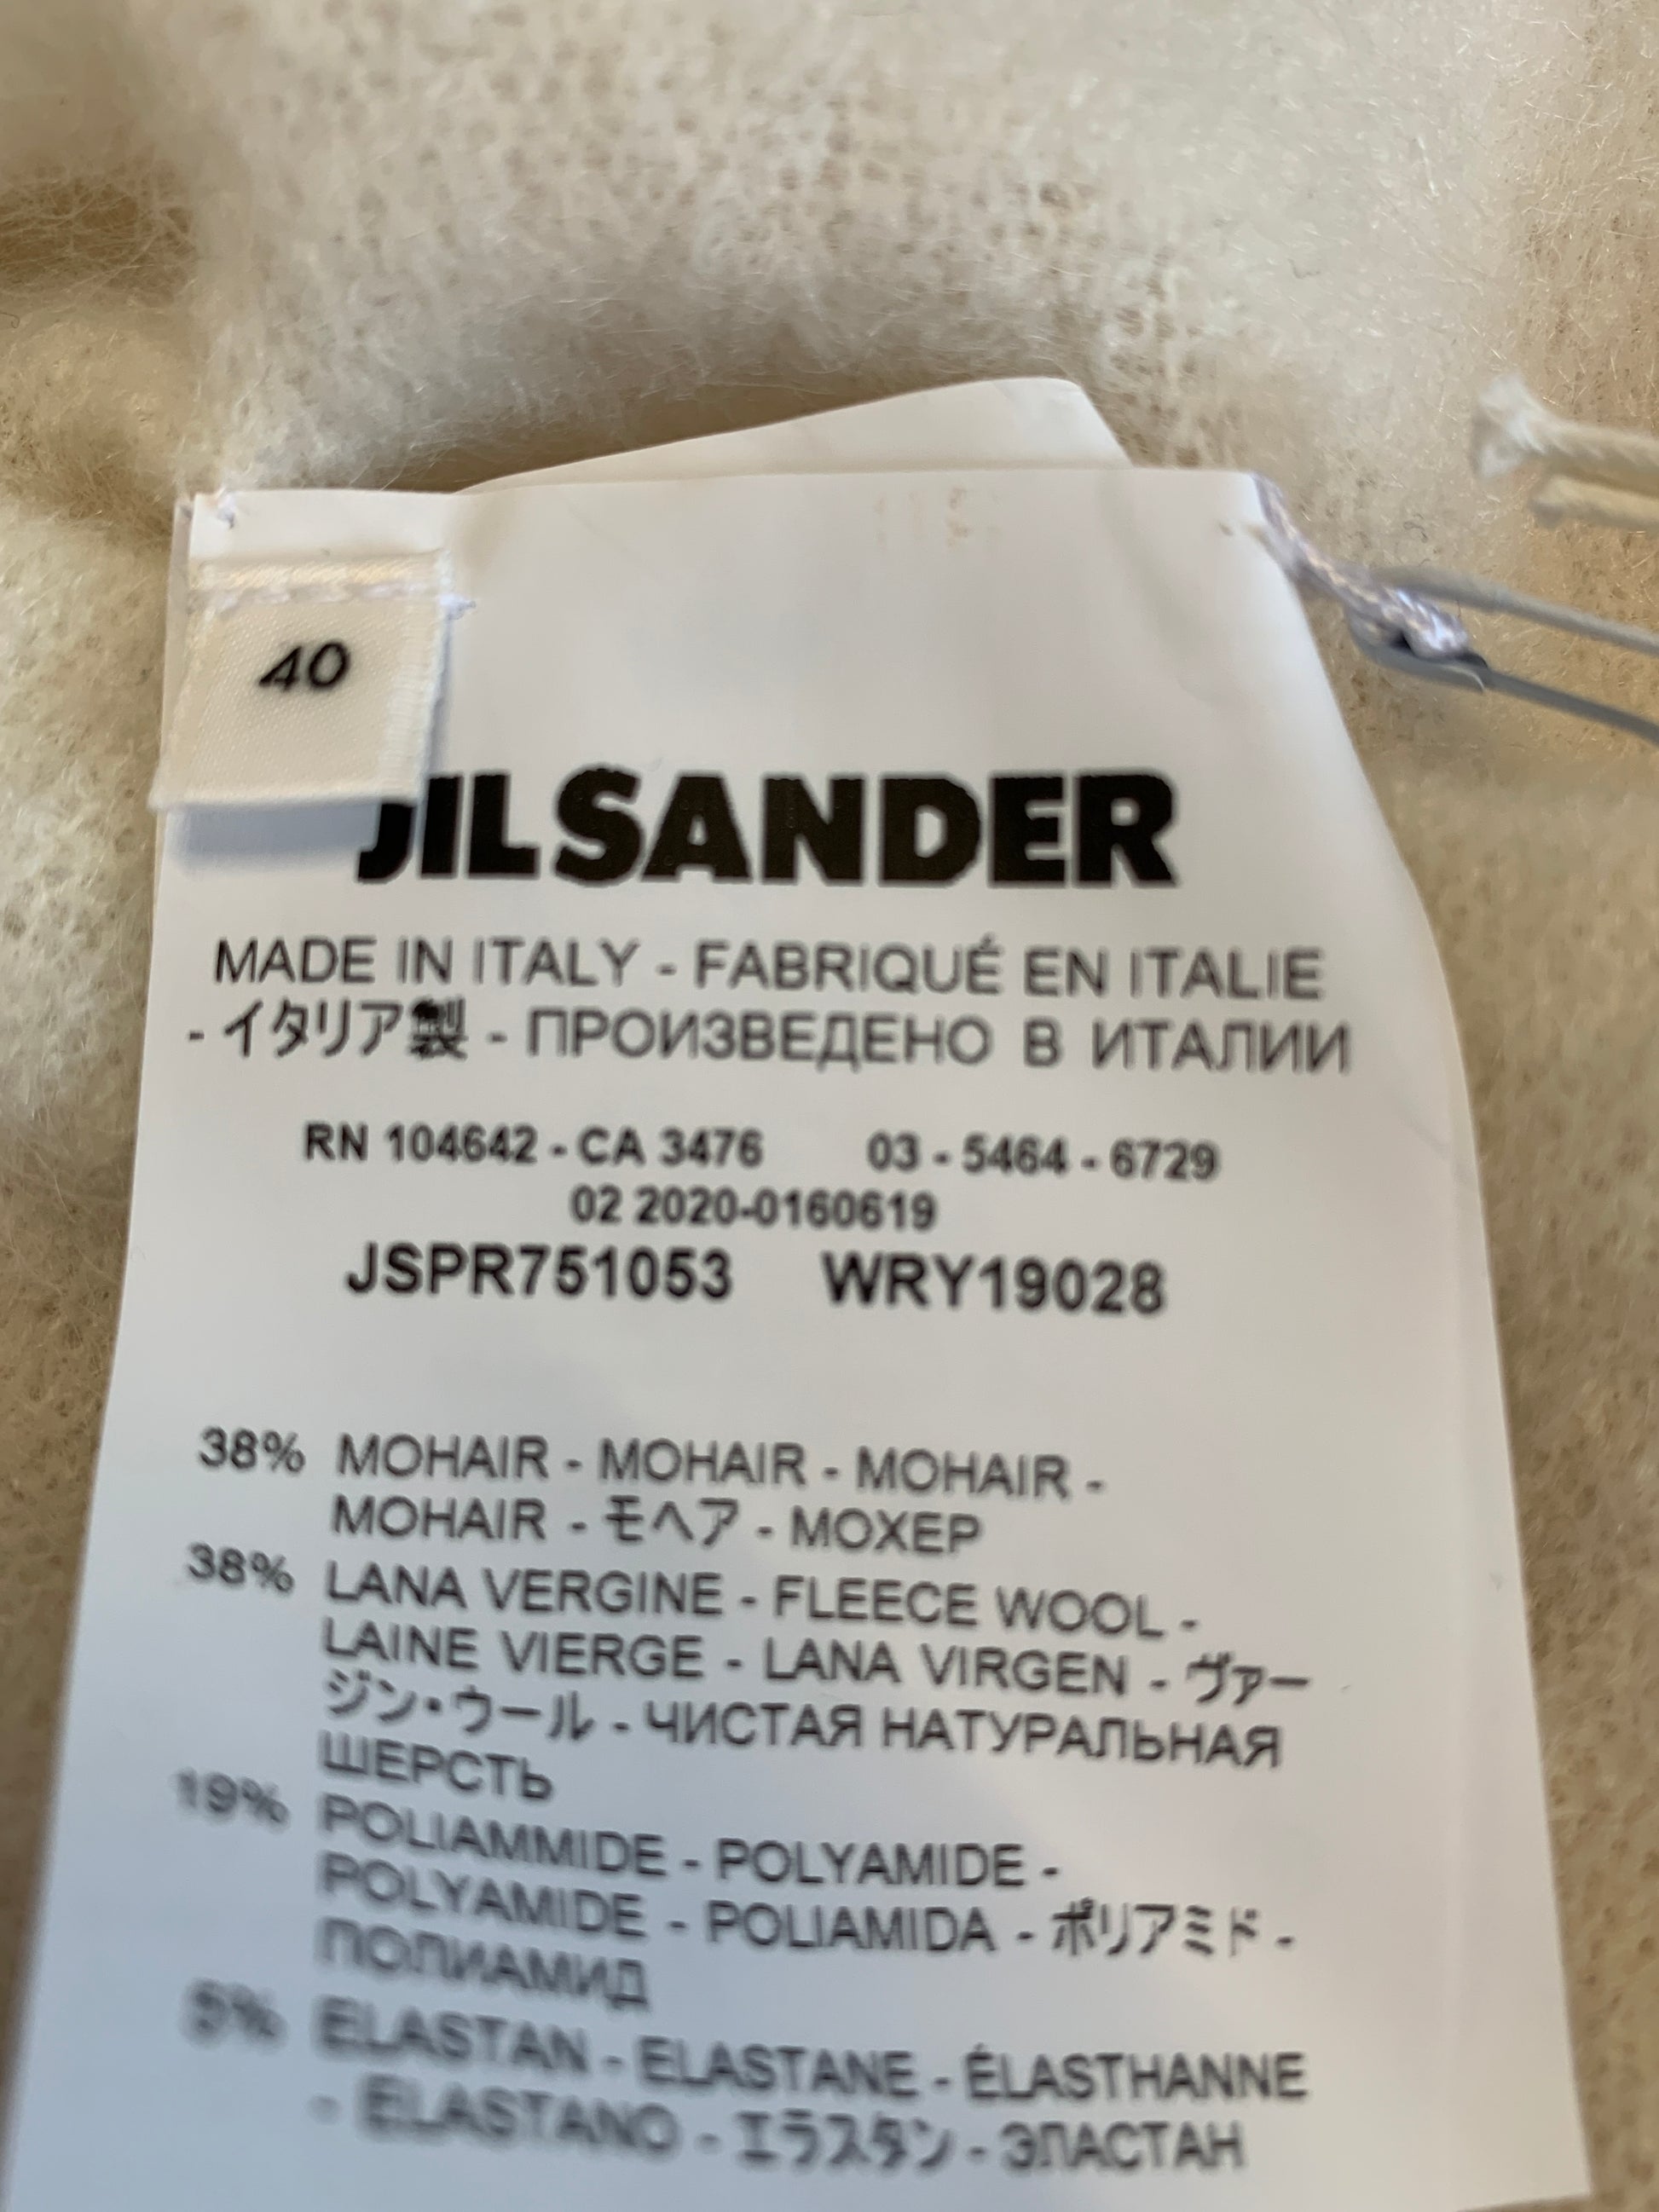 40
JIL SANDER
MADE IN ITALY - FABRIQUÉ EN ITALIE
- イタリア製 - ПРОИЗВЕДЕНО В ИТАЛИИ
RN 104642 - CA 3476 03 - 5464 - 6729
02 2020-0160619
JSPR751053 WRY19028
38% MOHAIR - MOHAIR - MOHAIR -
MOHAIR - モヘア - МОХЕР
38% LANA VERGINE - FLEECE WOOL -
LAINE VIERGE - LANA VIRGEN - ヴァー
ジン・ウール - ЧИСТАЯ НАТУРАЛЬНАЯ
ШЕРСТЬ
19% POLIAMMIDE - POLYAMIDE -
POLYAMIDE - POLIAMIDA - ポリアミド -
ПОЛИАМИД
5% ELASTAN - ELASTANE - ÉLASTHANNE
- ELASTANO - エラスタン - ЭЛАСТАН